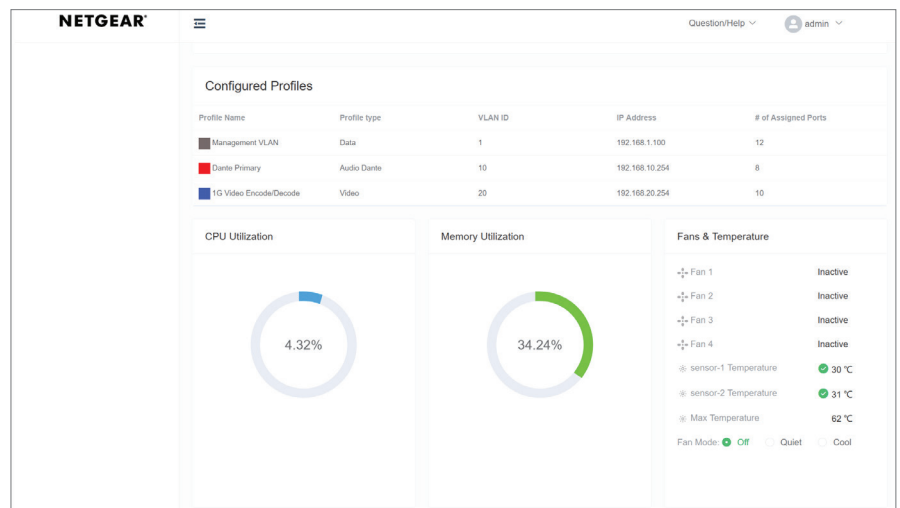 NETGEAR®
Question/Help
admin
Configured Profiles
Profile Name Profile type VLAN ID IP Address # of Assigned Ports
Management VLAN Data 1 192.168.1.100 12
Dante Primary Audio Dante 10 192.168.10.254 8
1G Video Encode/Decode Video 20 192.168.20.254 10
CPU Utilization
4.32%
Memory Utilization
34.24%
Fans & Temperature
Fan 1 Inactive
Fan 2 Inactive
Fan 3 Inactive
Fan 4 Inactive
sensor-1 Temperature 30 °C
sensor-2 Temperature 31 °C
Max Temperature 62 °C
Fan Mode: Off Quiet Cool